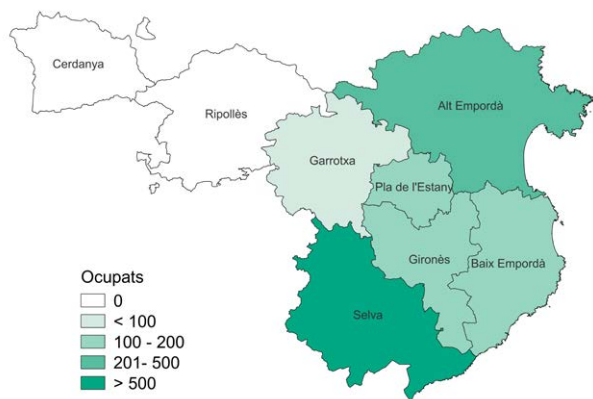 Cerdanya
Ripollès
Alt Empordà
Garrotxa
Pla de l'Estany
Gironès
Baix Empordà
Selva
Ocupats
0
< 100
100 - 200
201- 500
> 500